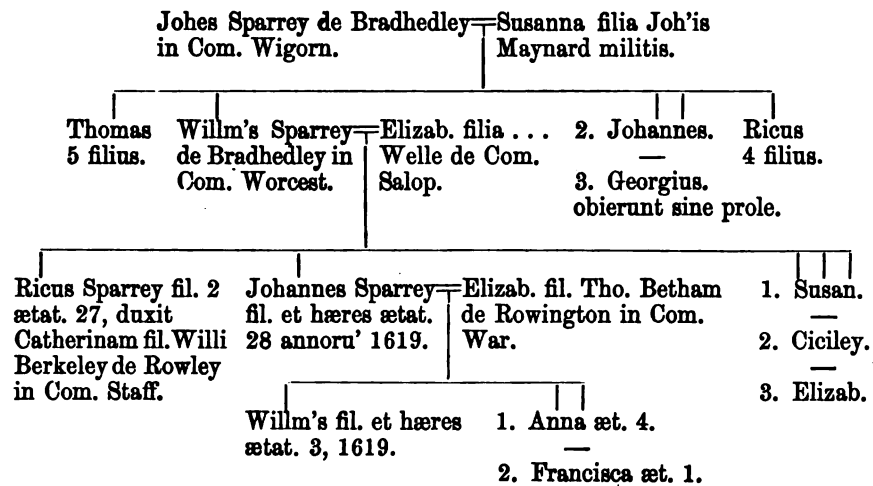 Johes Sparrey de Bradhedley
in Com. Wigorn.
Susanna filia Joh'is
Maynard militis.
Thomas
5 filius.
Willm's Sparrey
de Bradhedley in
Com. Worcest.
Elizab. filia . . .
Welle de Com.
Salop.
2. Johannes.
—
3. Georgius.
obierunt sine prole.
Ricus
4 filius.
Ricus Sparrey fil. 2
ætat. 27, duxit
Catherinam fil. Willi
Berkeley de Rowley
in Com. Staff.
Johannes Sparrey
fil. et hæres ætat.
28 annoru' 1619.
Elizab. fil. Tho. Betham
de Rowington in Com.
War.
1. Susan.
—
2. Ciciley.
—
3. Elizab.
Willm's fil. et hæres
ætat. 3, 1619.
1. Anna æt. 4.
—
2. Francisca æt. 1.